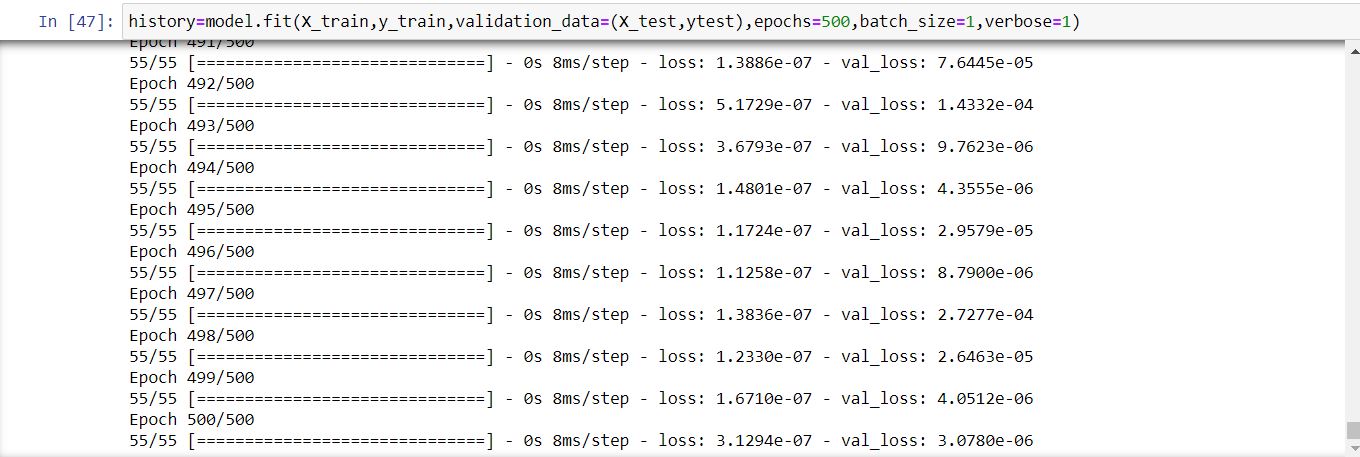 In [47]: history=model.fit(X_train,y_train,validation_data=(X_test,ytest),epochs=500,batch_size=1,verbose=1)
Epoch 491/500
55/55 [==============================] - 0s 8ms/step - loss: 1.3886e-07 - val_loss: 7.6445e-05
Epoch 492/500
55/55 [==============================] - 0s 8ms/step - loss: 5.1729e-07 - val_loss: 1.4332e-04
Epoch 493/500
55/55 [==============================] - 0s 8ms/step - loss: 3.6793e-07 - val_loss: 9.7623e-06
Epoch 494/500
55/55 [==============================] - 0s 8ms/step - loss: 1.4801e-07 - val_loss: 4.3555e-06
Epoch 495/500
55/55 [==============================] - 0s 8ms/step - loss: 1.1724e-07 - val_loss: 2.9579e-05
Epoch 496/500
55/55 [==============================] - 0s 8ms/step - loss: 1.1258e-07 - val_loss: 8.7900e-06
Epoch 497/500
55/55 [==============================] - 0s 8ms/step - loss: 1.3836e-07 - val_loss: 2.7277e-04
Epoch 498/500
55/55 [==============================] - 0s 8ms/step - loss: 1.2330e-07 - val_loss: 2.6463e-05
Epoch 499/500
55/55 [==============================] - 0s 8ms/step - loss: 1.6710e-07 - val_loss: 4.0512e-06
Epoch 500/500
55/55 [==============================] - 0s 8ms/step - loss: 3.1294e-07 - val_loss: 3.0780e-06